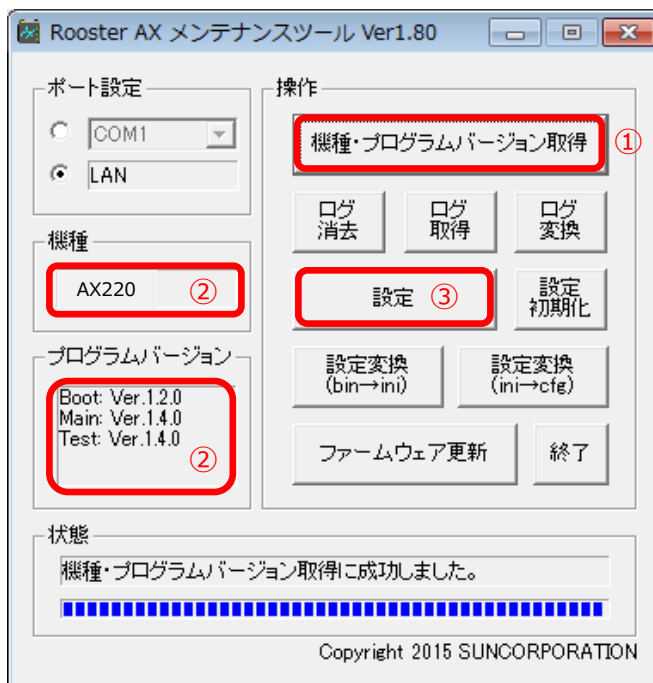 Rooster AX メンテナンスツール Ver1.80
ポート設定
COM1
LAN
機種
AX220 ②
プログラムバージョン
Boot: Ver.1.2.0
Main: Ver.1.4.0
Test: Ver.1.4.0
②
操作
機種・プログラムバージョン取得 ①
ログ
消去
ログ
取得
ログ
変換
設定 ③
設定
初期化
設定変換
(bin→ini)
設定変換
(ini→cfg)
ファームウェア更新
終了
状態
機種・プログラムバージョン取得に成功しました。
Copyright 2015 SUNCORPORATION